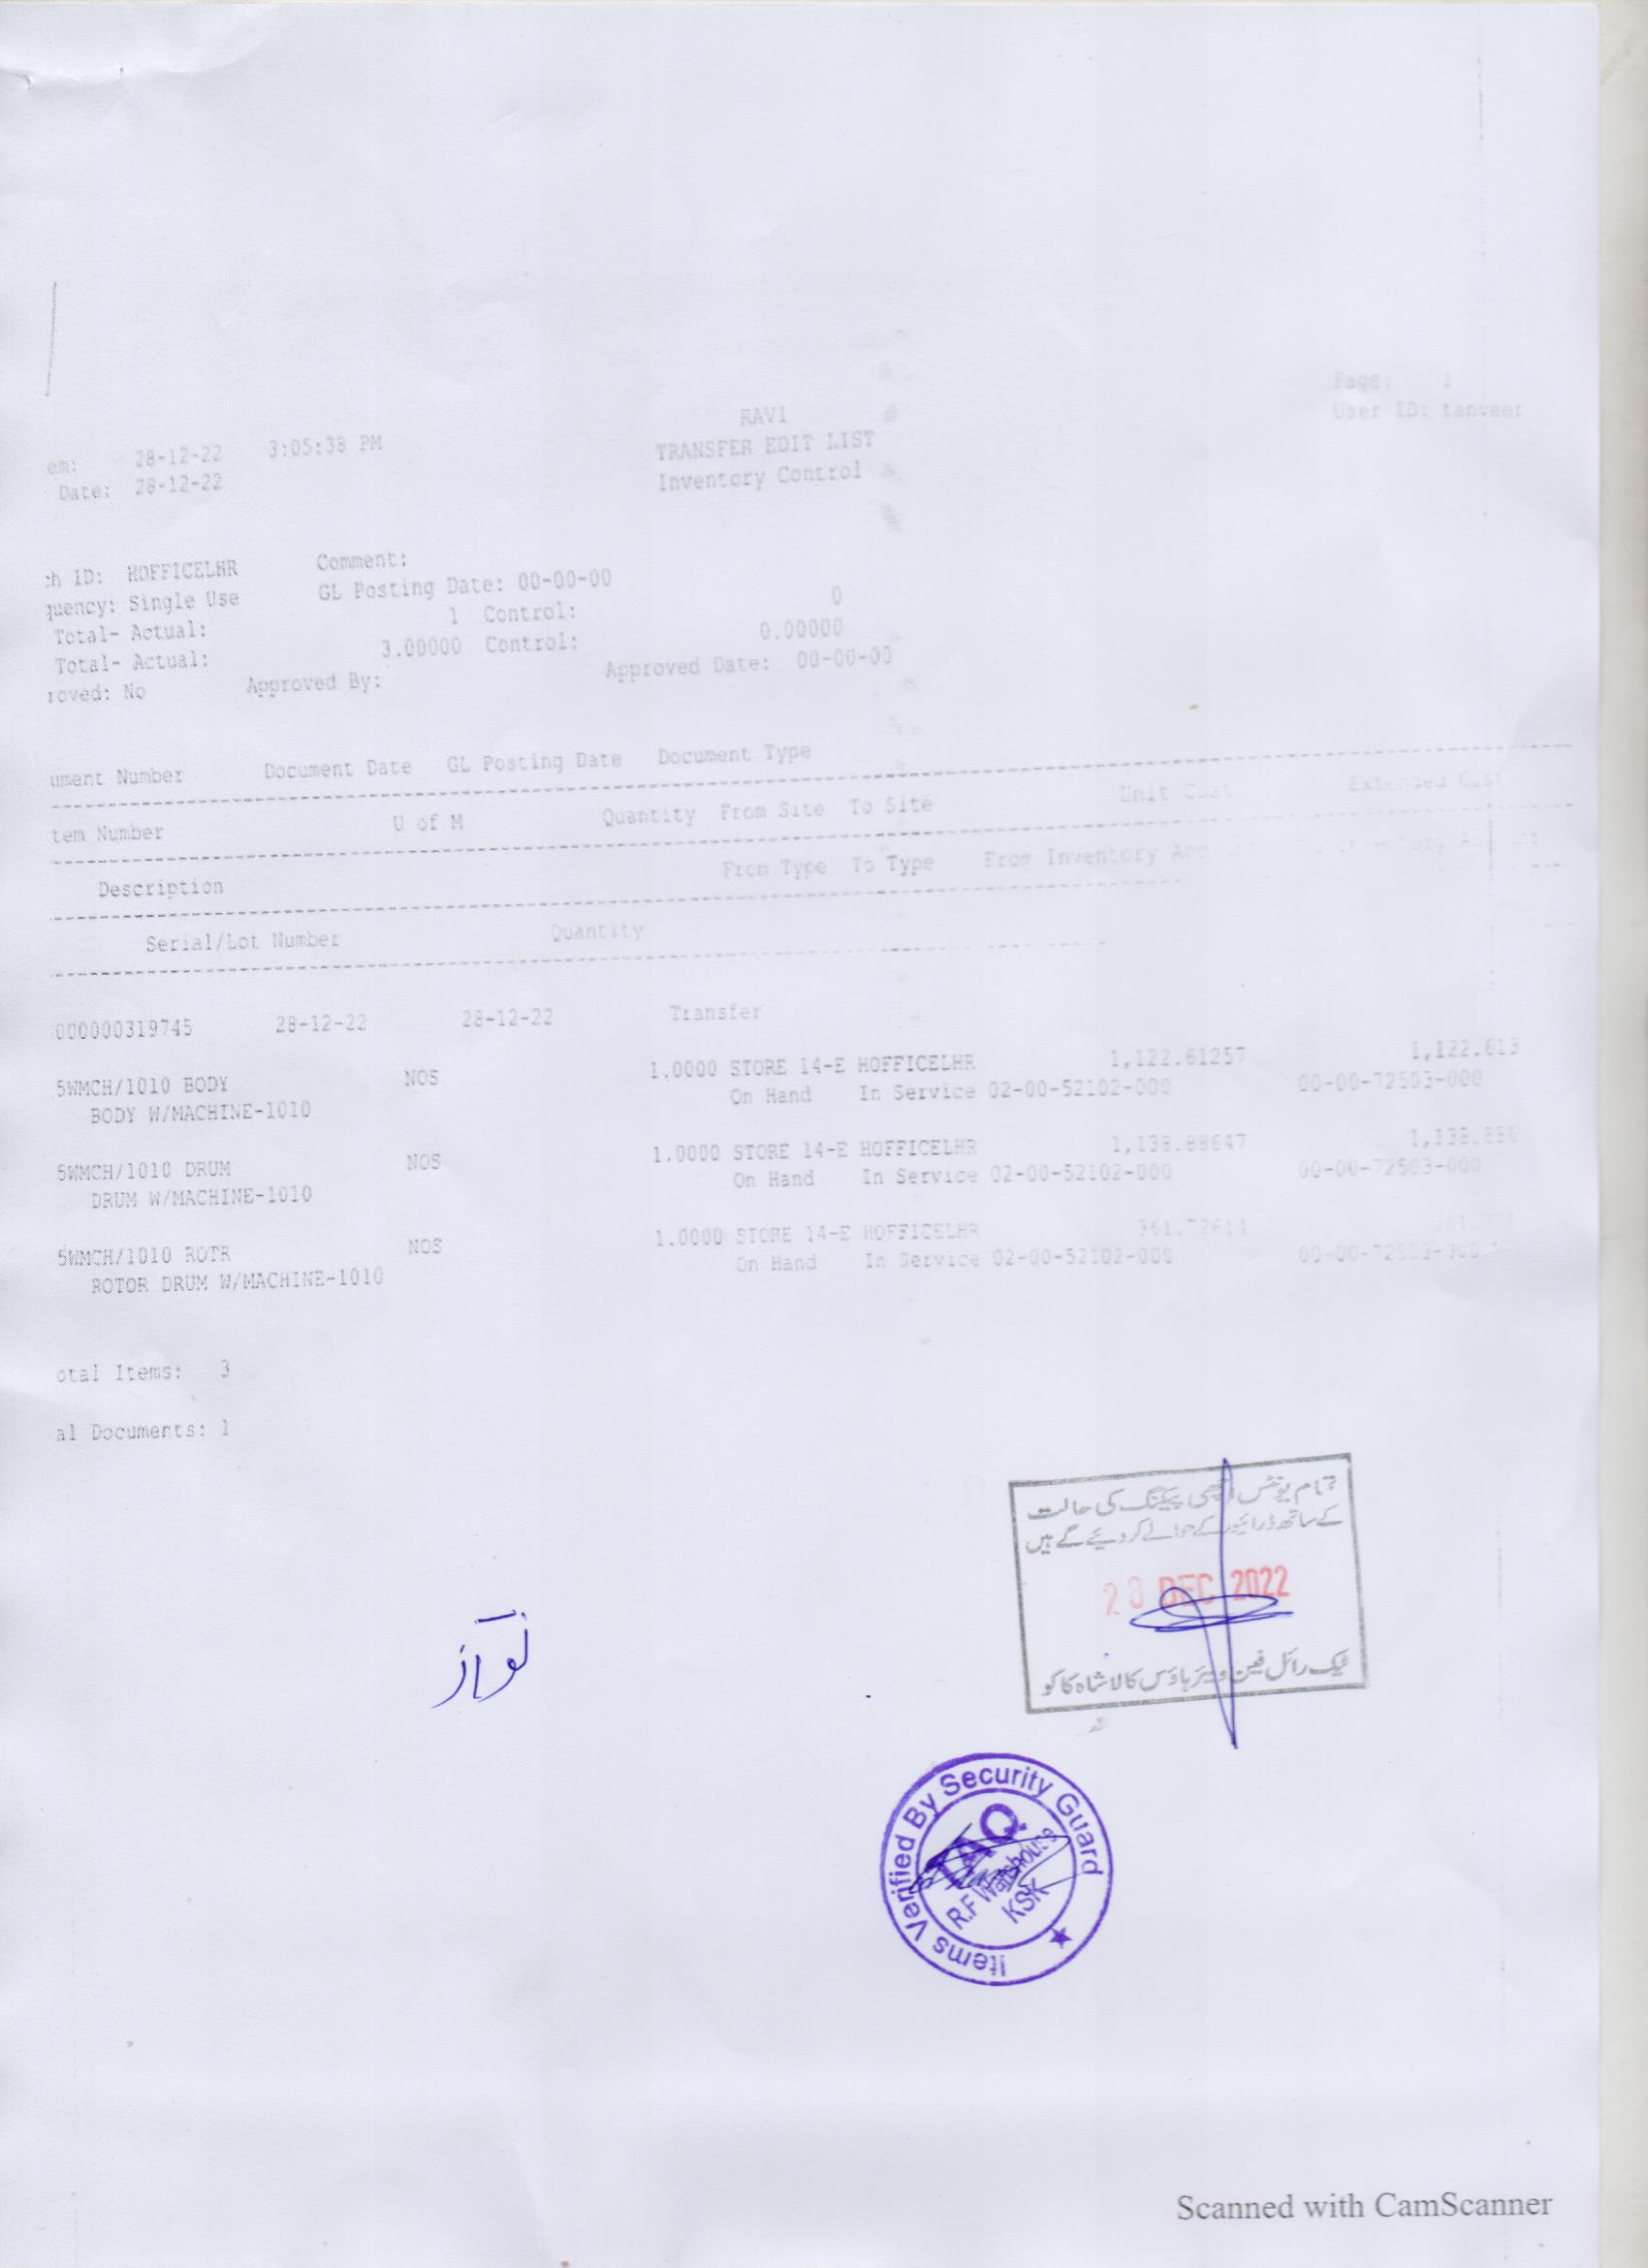 Page: 1
RAVI
User ID: tanveer
em: 28-12-22 3:05:38 PM TRANSFER EDIT LIST
Date: 28-12-22 Inventory Control
ch ID: HOFFICELHR Comment:
quency: Single Use GL Posting Date: 00-00-00
Total- Actual: 1 Control: 0
Total- Actual: 3.00000 Control: 0.00000
roved: No Approved By: Approved Date: 00-00-00
ument Number Document Date GL Posting Date Document Type
tem Number U of M Quantity From Site To Site Unit Cost Extended Cost
Description From Type To Type From Inventory
Serial/Lot Number Quantity
000000319745 28-12-22 28-12-22 Transfer
5WMCH/1010 BODY NOS 1.0000 STORE 14-E HOFFICELHR 1,122.61257 1,122.613
BODY W/MACHINE-1010 On Hand In Service 02-00-52102-000 00-00-72503-000
5WMCH/1010 DRUM NOS 1.0000 STORE 14-E HOFFICELHR 1,138.88647 1,138.886
DRUM W/MACHINE-1010 On Hand In Service 02-00-52102-000 00-00-72503-000
5WMCH/1010 ROTR NOS 1.0000 STORE 14-E HOFFICELHR
ROTOR DRUM W/MACHINE-1010 On Hand In Service 02-00-52102-000
otal Items: 3
al Documents: 1
تمام یونٹس اچھی پیکنگ کی حالت
کے ساتھ ڈرائیور کے حوالے کر دیئے گئے ہیں
28 DEC 2022
ٹیک رائل فین ویئر ہاؤس کالا شاہ کاکو
نواز
Items Verified By Security Guard
R.F Warehouse
KSK
Scanned with CamScanner